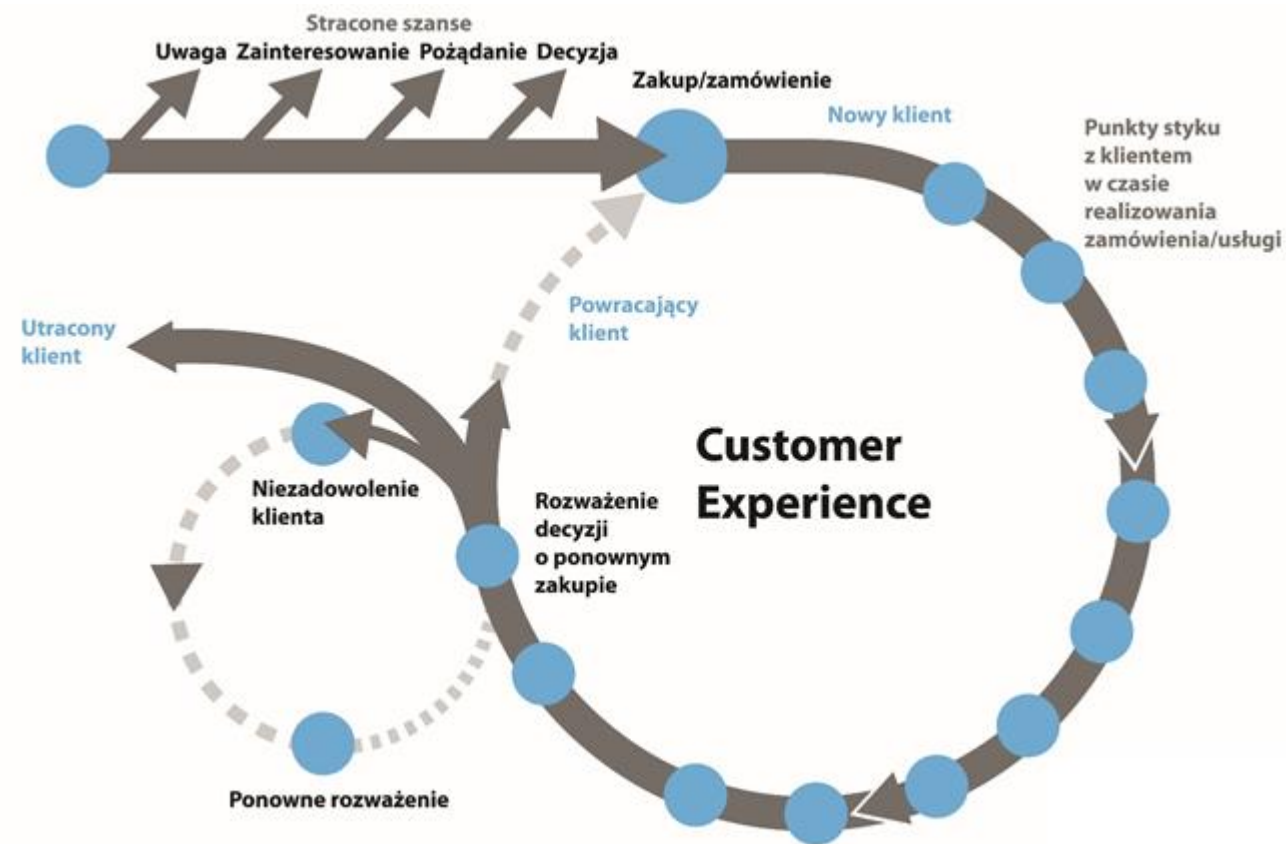 Stracone szanse
Uwaga Zainteresowanie Pożądanie Decyzja
Zakup/zamówienie
Nowy klient
Punkty styku
z klientem
w czasie
realizowania
zamówienia/usługi
Powracający
klient
Utracony
klient
Customer
Experience
Niezadowolenie
klienta
Rozważenie
decyzji
o ponownym
zakupie
Ponowne rozważenie